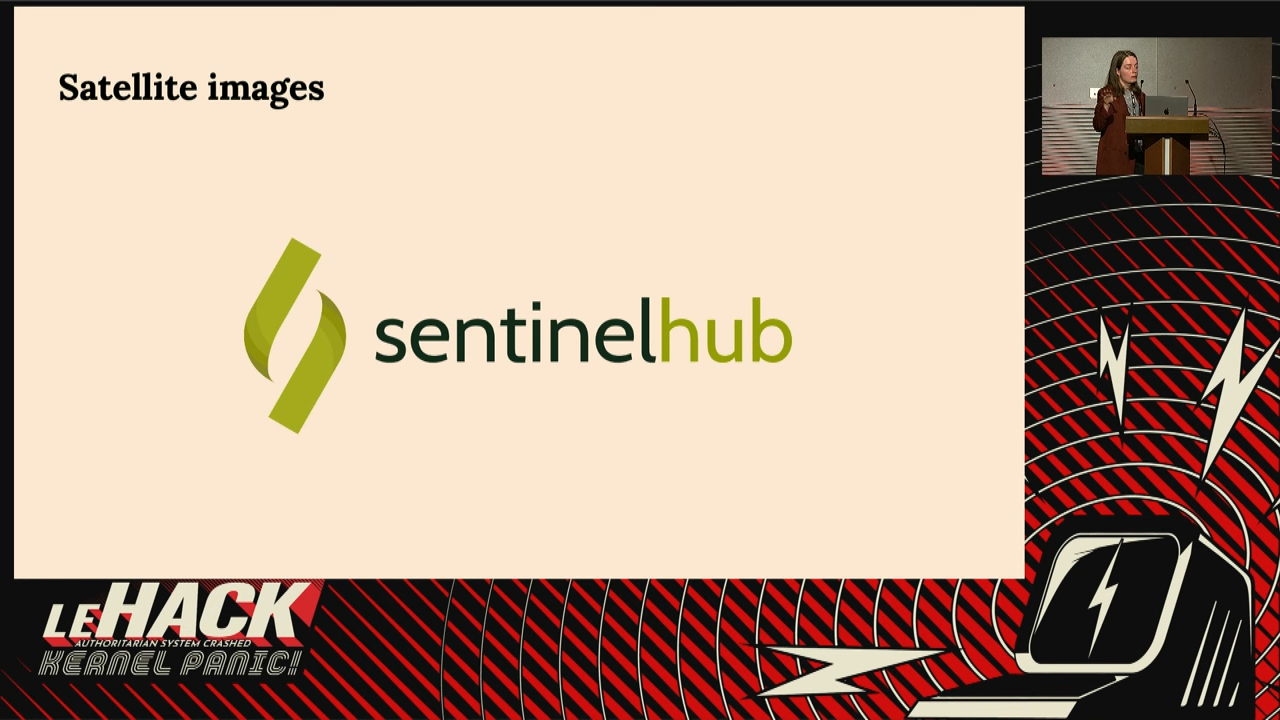 Satellite images
sentinelhub
LEHACK
AUTHORITARIAN SYSTEM CRASHED
KERNEL PANIC!